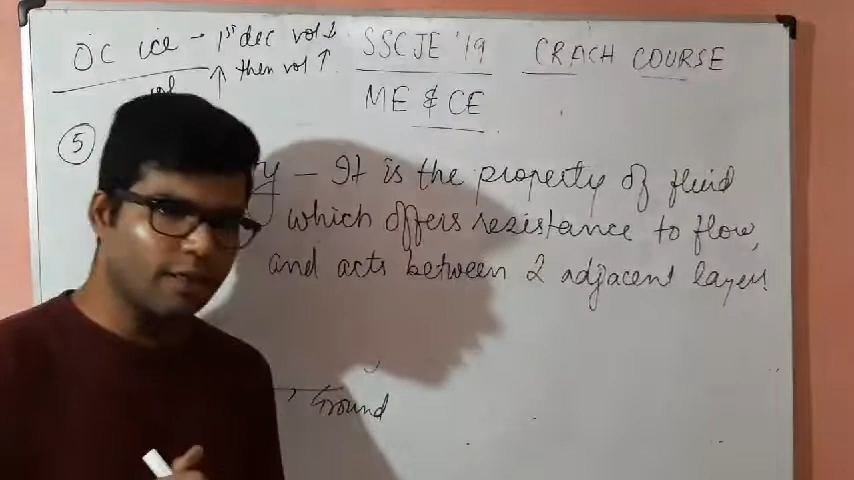 OC ice - 1st dec vol ↓ SSCJE '19 CRACH COURSE
↑ then vol ↑
vol
ME & CE
5
y - It is the property of fluid
which offers resistance to flow,
and acts between 2 adjacent layers.
Ground